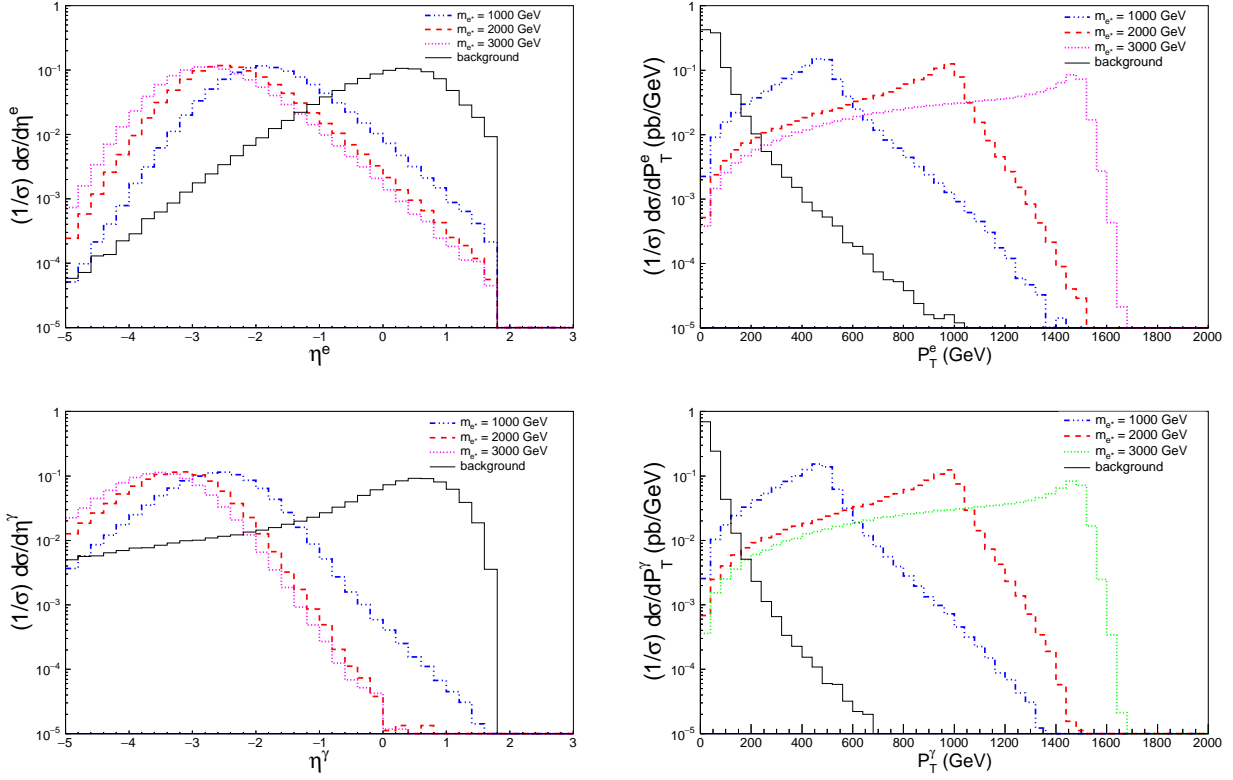 m_e* = 1000 GeV
m_e* = 2000 GeV
m_e* = 3000 GeV
background
(1/σ) dσ/dη^e
1
10^−1
10^−2
10^−3
10^−4
10^−5
−5 −4 −3 −2 −1 0 1 2 3
η^e
m_e* = 1000 GeV
m_e* = 2000 GeV
m_e* = 3000 GeV
background
(1/σ) dσ/dP_T^e (pb/GeV)
1
10^−1
10^−2
10^−3
10^−4
10^−5
0 200 400 600 800 1000 1200 1400 1600 1800 2000
P_T^e (GeV)
m_e* = 1000 GeV
m_e* = 2000 GeV
m_e* = 3000 GeV
background
(1/σ) dσ/dη^γ
1
10^−1
10^−2
10^−3
10^−4
10^−5
−5 −4 −3 −2 −1 0 1 2 3
η^γ
m_e* = 1000 GeV
m_e* = 2000 GeV
m_e* = 3000 GeV
background
(1/σ) dσ/dP_T^γ (pb/GeV)
1
10^−1
10^−2
10^−3
10^−4
10^−5
0 200 400 600 800 1000 1200 1400 1600 1800 2000
P_T^γ (GeV)